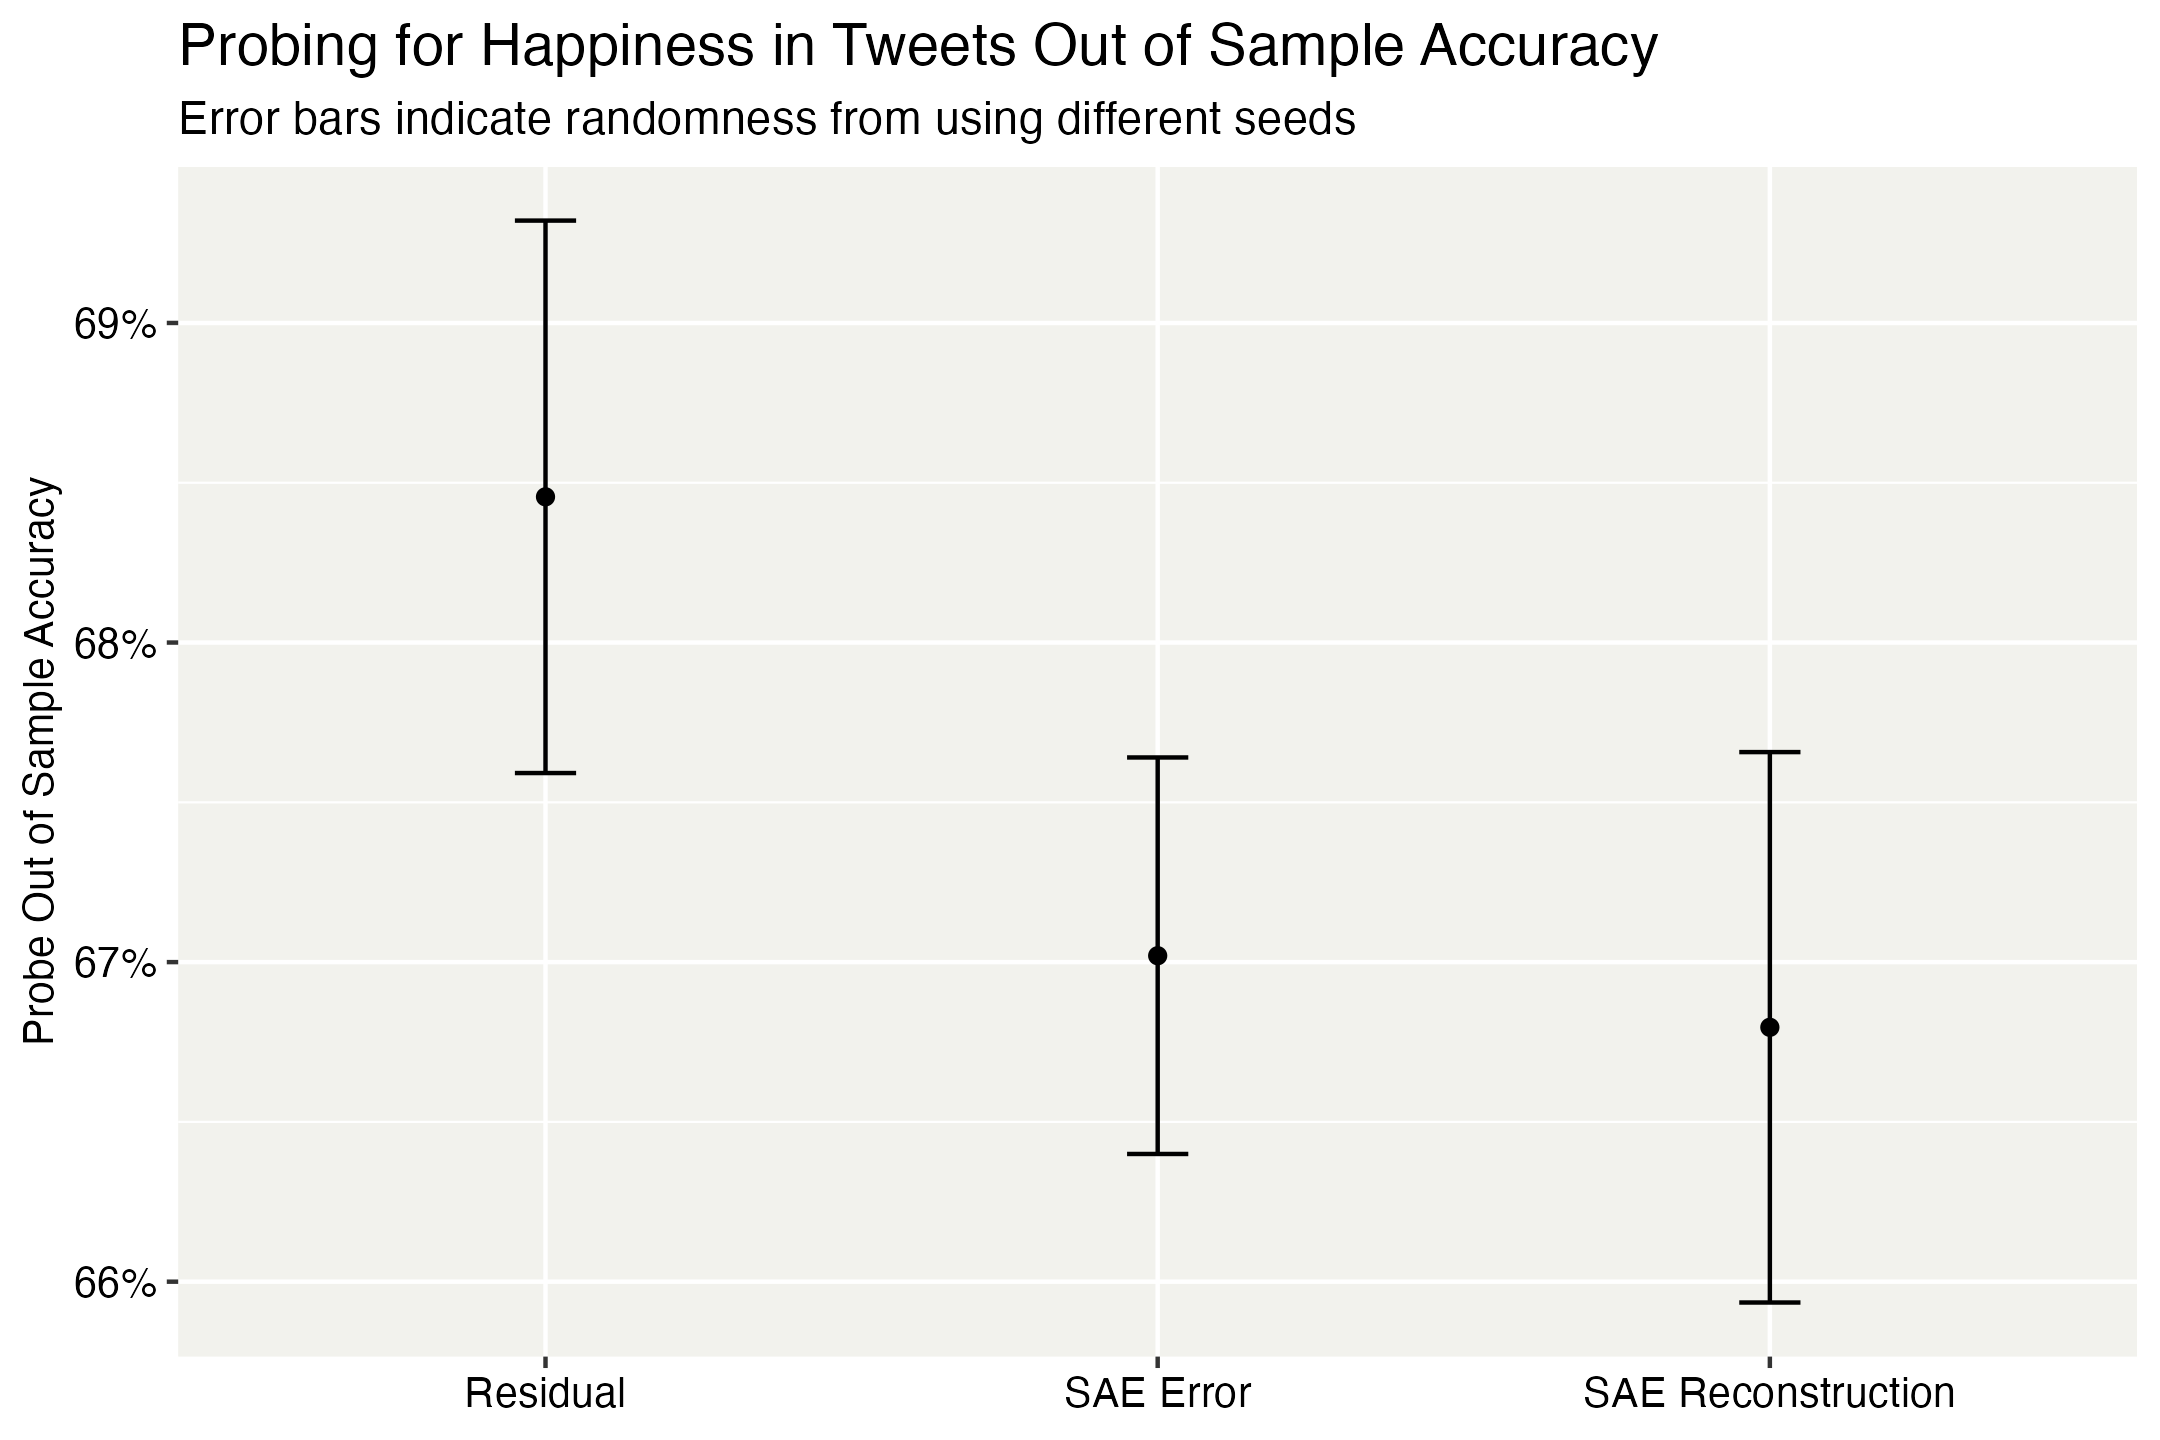 Probing for Happiness in Tweets Out of Sample Accuracy
Error bars indicate randomness from using different seeds
Probe Out of Sample Accuracy
69%
68%
67%
66%
Residual
SAE Error
SAE Reconstruction